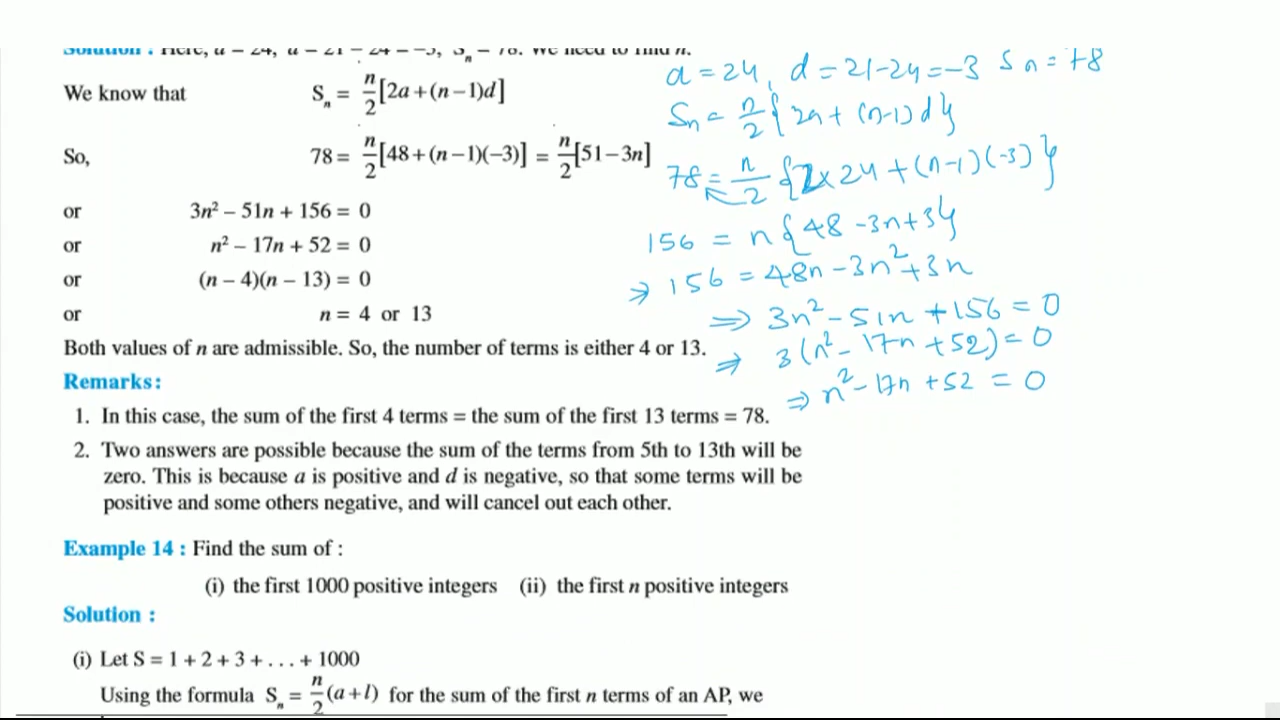 Solution : Here, a = 24, d = 21 – 24 = –3, Sₙ = 78. We need to find n.
We know that Sₙ = n/2 [2a + (n – 1)d]
So, 78 = n/2 [48 + (n – 1)(–3)] = n/2 [51 – 3n]
or 3n² – 51n + 156 = 0
or n² – 17n + 52 = 0
or (n – 4)(n – 13) = 0
or n = 4 or 13
Both values of n are admissible. So, the number of terms is either 4 or 13.
Remarks:
1. In this case, the sum of the first 4 terms = the sum of the first 13 terms = 78.
2. Two answers are possible because the sum of the terms from 5th to 13th will be
zero. This is because a is positive and d is negative, so that some terms will be
positive and some others negative, and will cancel out each other.
Example 14 : Find the sum of :
(i) the first 1000 positive integers (ii) the first n positive integers
Solution :
(i) Let S = 1 + 2 + 3 + . . . + 1000
Using the formula Sₙ = n/2 (a + l) for the sum of the first n terms of an AP, we
a = 24, d = 21-24 = -3 Sn = 78
Sn = n/2 {2a + (n-1) d}
78 = n/2 {2 × 24 + (n-1) (-3)}
156 = n {48 - 3n + 3}
⇒ 156 = 48n - 3n² + 3n
⇒ 3n² - 51n + 156 = 0
⇒ 3 (n² - 17n + 52) = 0
⇒ n² - 17n + 52 = 0